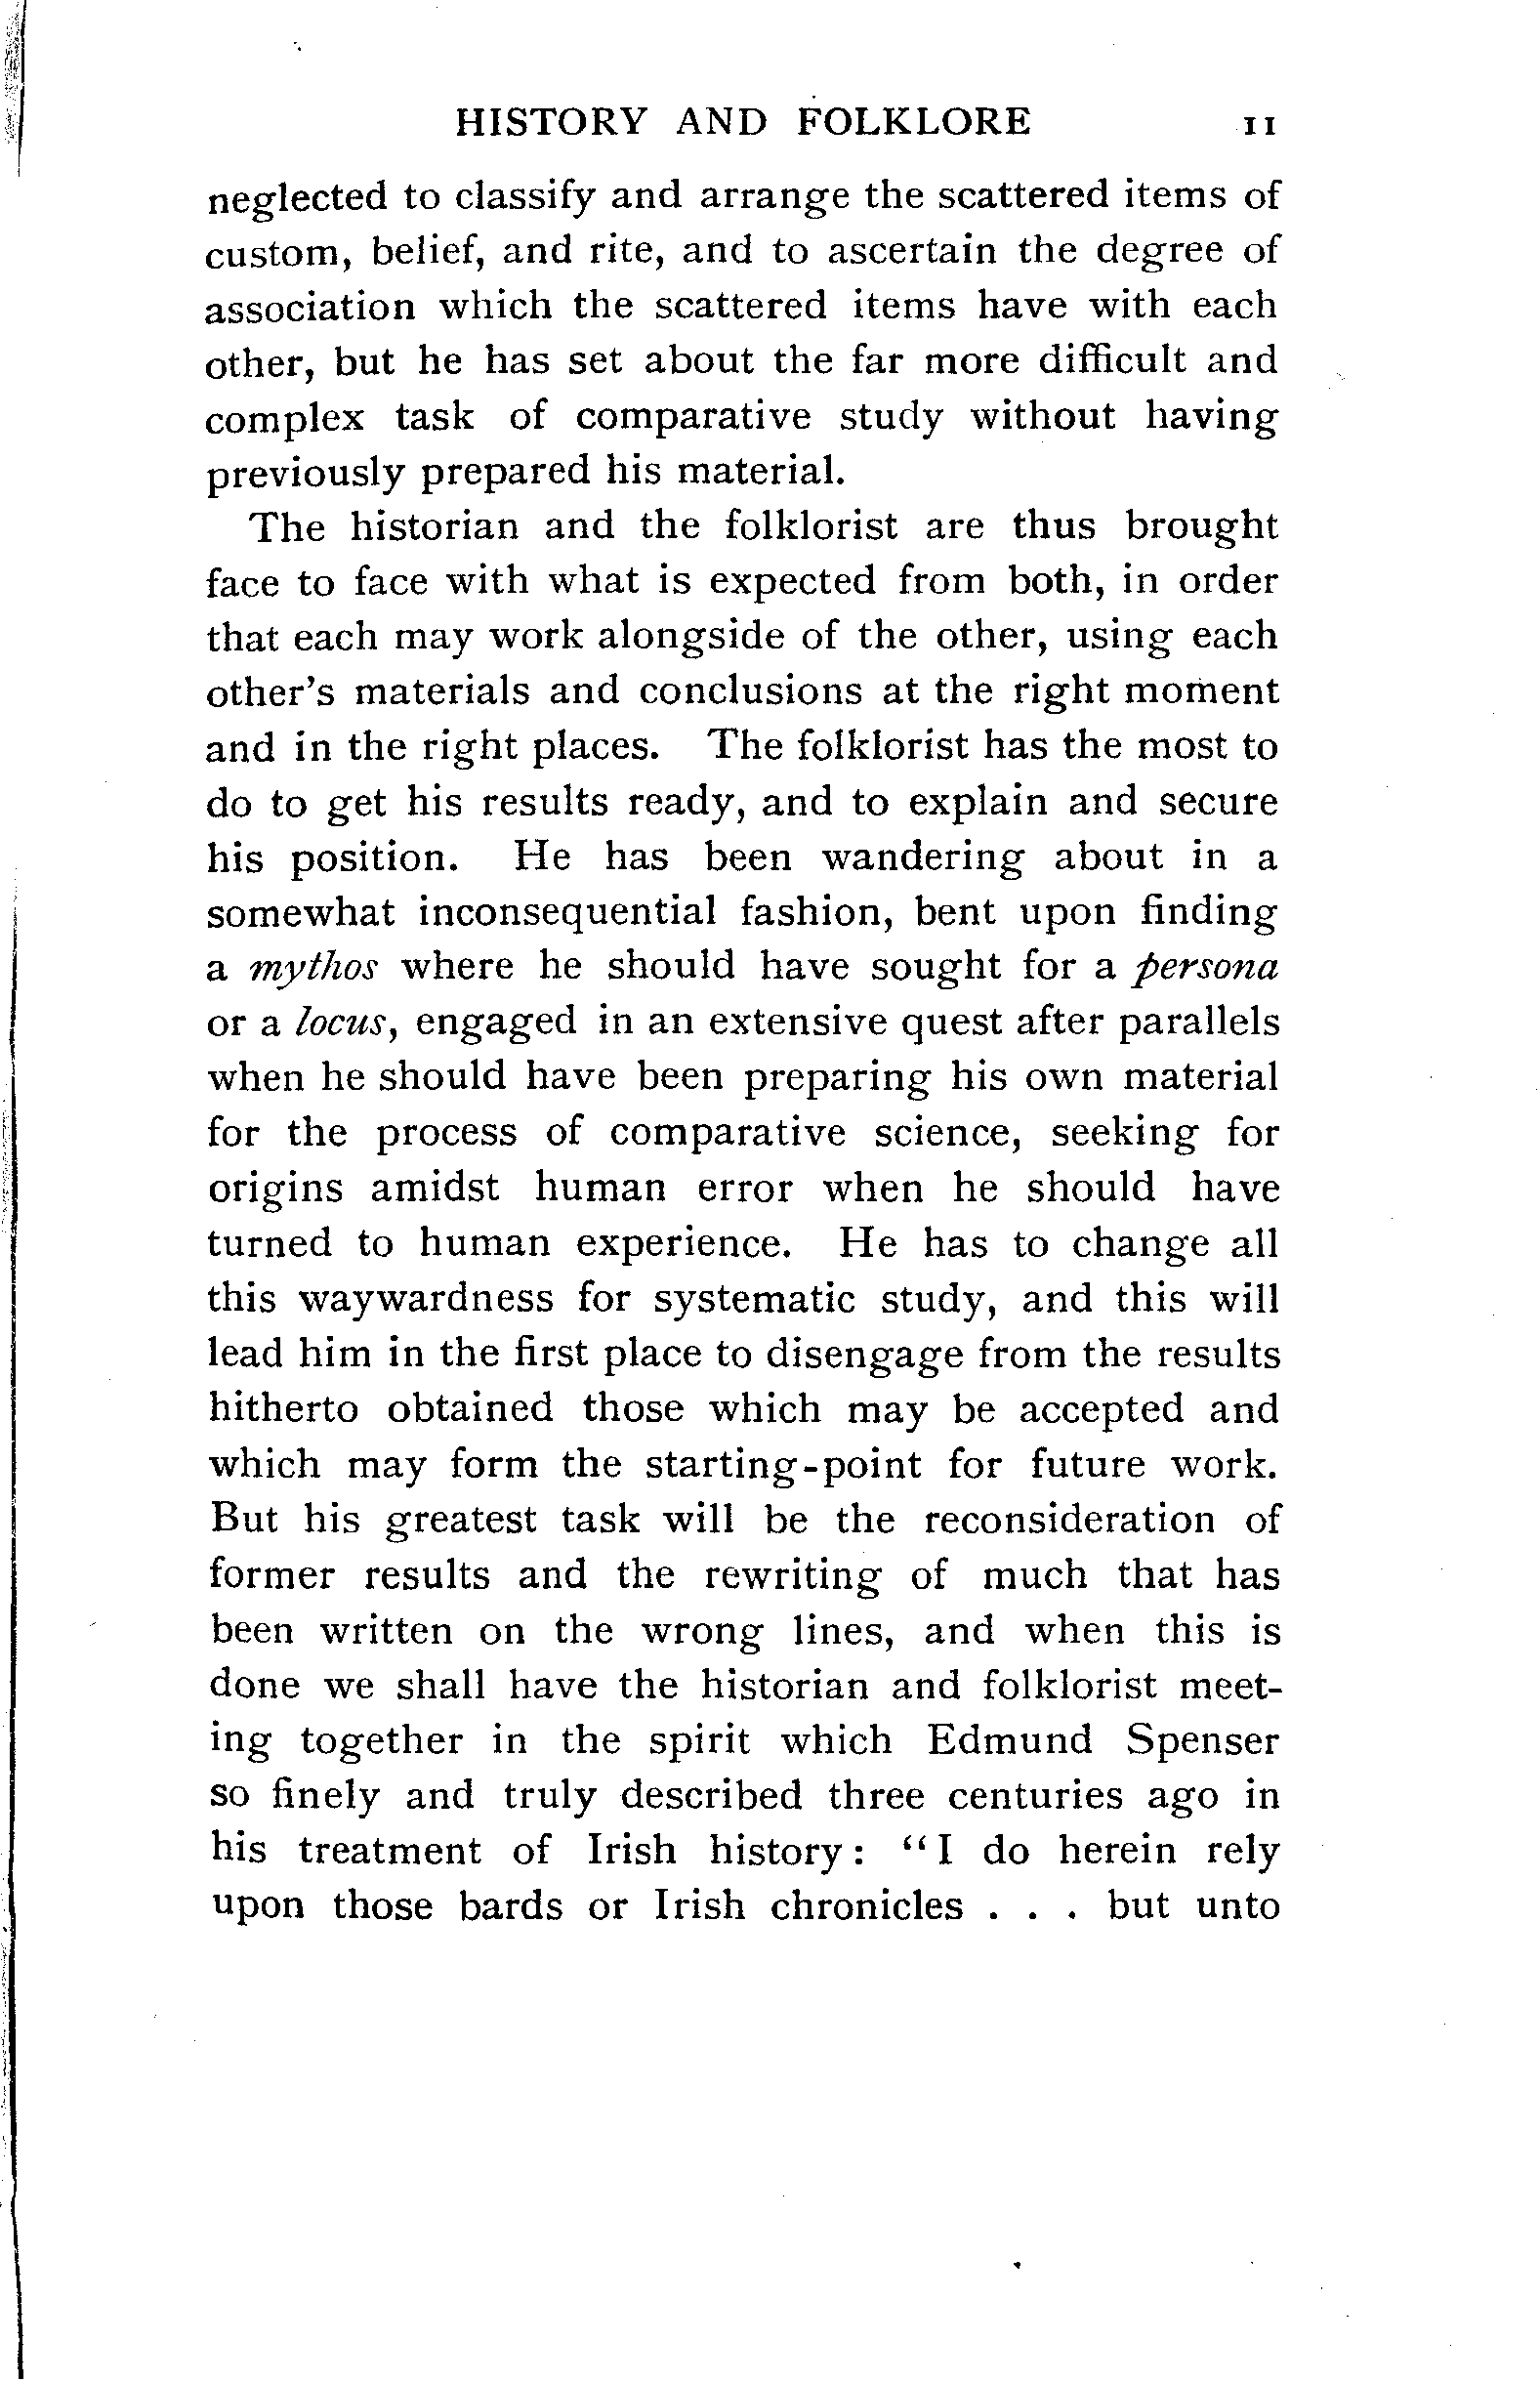 HISTORY AND FOLKLORE 11
neglected to classify and arrange the scattered items of
custom, belief, and rite, and to ascertain the degree of
association which the scattered items have with each
other, but he has set about the far more difficult and
complex task of comparative study without having
previously prepared his material.
The historian and the folklorist are thus brought
face to face with what is expected from both, in order
that each may work alongside of the other, using each
other's materials and conclusions at the right moment
and in the right places. The folklorist has the most to
do to get his results ready, and to explain and secure
his position. He has been wandering about in a
somewhat inconsequential fashion, bent upon finding
a mythos where he should have sought for a persona
or a locus, engaged in an extensive quest after parallels
when he should have been preparing his own material
for the process of comparative science, seeking for
origins amidst human error when he should have
turned to human experience. He has to change all
this waywardness for systematic study, and this will
lead him in the first place to disengage from the results
hitherto obtained those which may be accepted and
which may form the starting-point for future work.
But his greatest task will be the reconsideration of
former results and the rewriting of much that has
been written on the wrong lines, and when this is
done we shall have the historian and folklorist meet-
ing together in the spirit which Edmund Spenser
so finely and truly described three centuries ago in
his treatment of Irish history: "I do herein rely
upon those bards or Irish chronicles . . . but unto